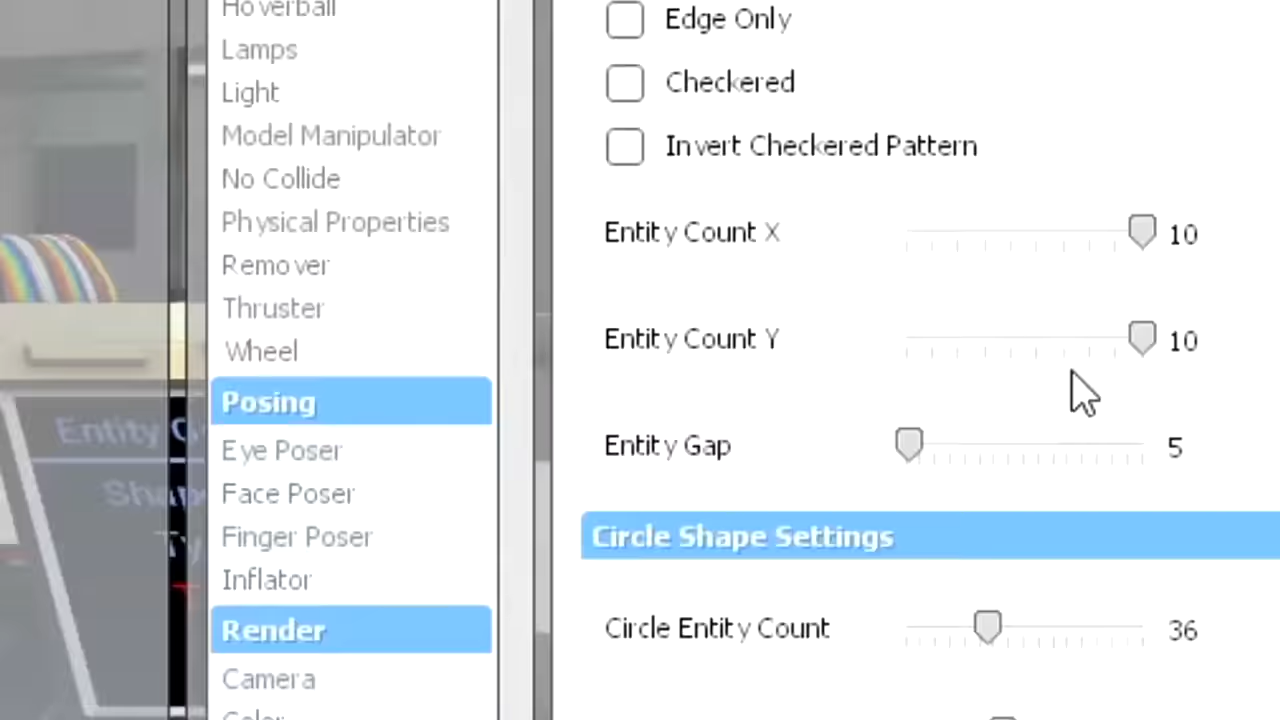 Hoverball
Lamps
Light
Model Manipulator
No Collide
Physical Properties
Remover
Thruster
Wheel
Posing
Eye Poser
Face Poser
Finger Poser
Inflator
Render
Camera
Color
Edge Only
Checkered
Invert Checkered Pattern
Entity Count X 10
Entity Count Y 10
Entity Gap 5
Circle Shape Settings
Circle Entity Count 36
Entity